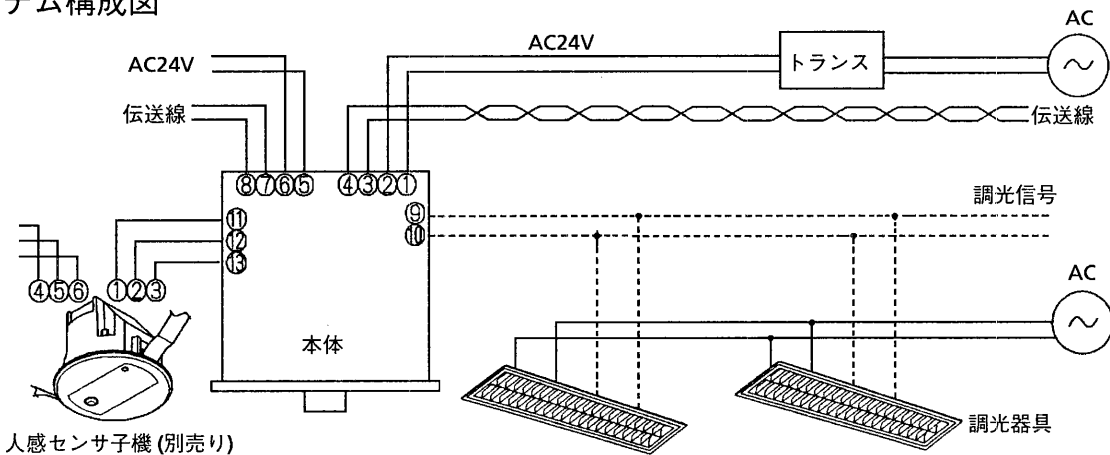 テム構成図
AC
AC24V
トランス
AC24V
伝送線
伝送線
⑧⑦⑥⑤ ④③②①
調光信号
⑪
⑨
⑫
⑩
⑬
④⑤⑥ ①②③
AC
本体
調光器具
人感センサ子機 (別売り)